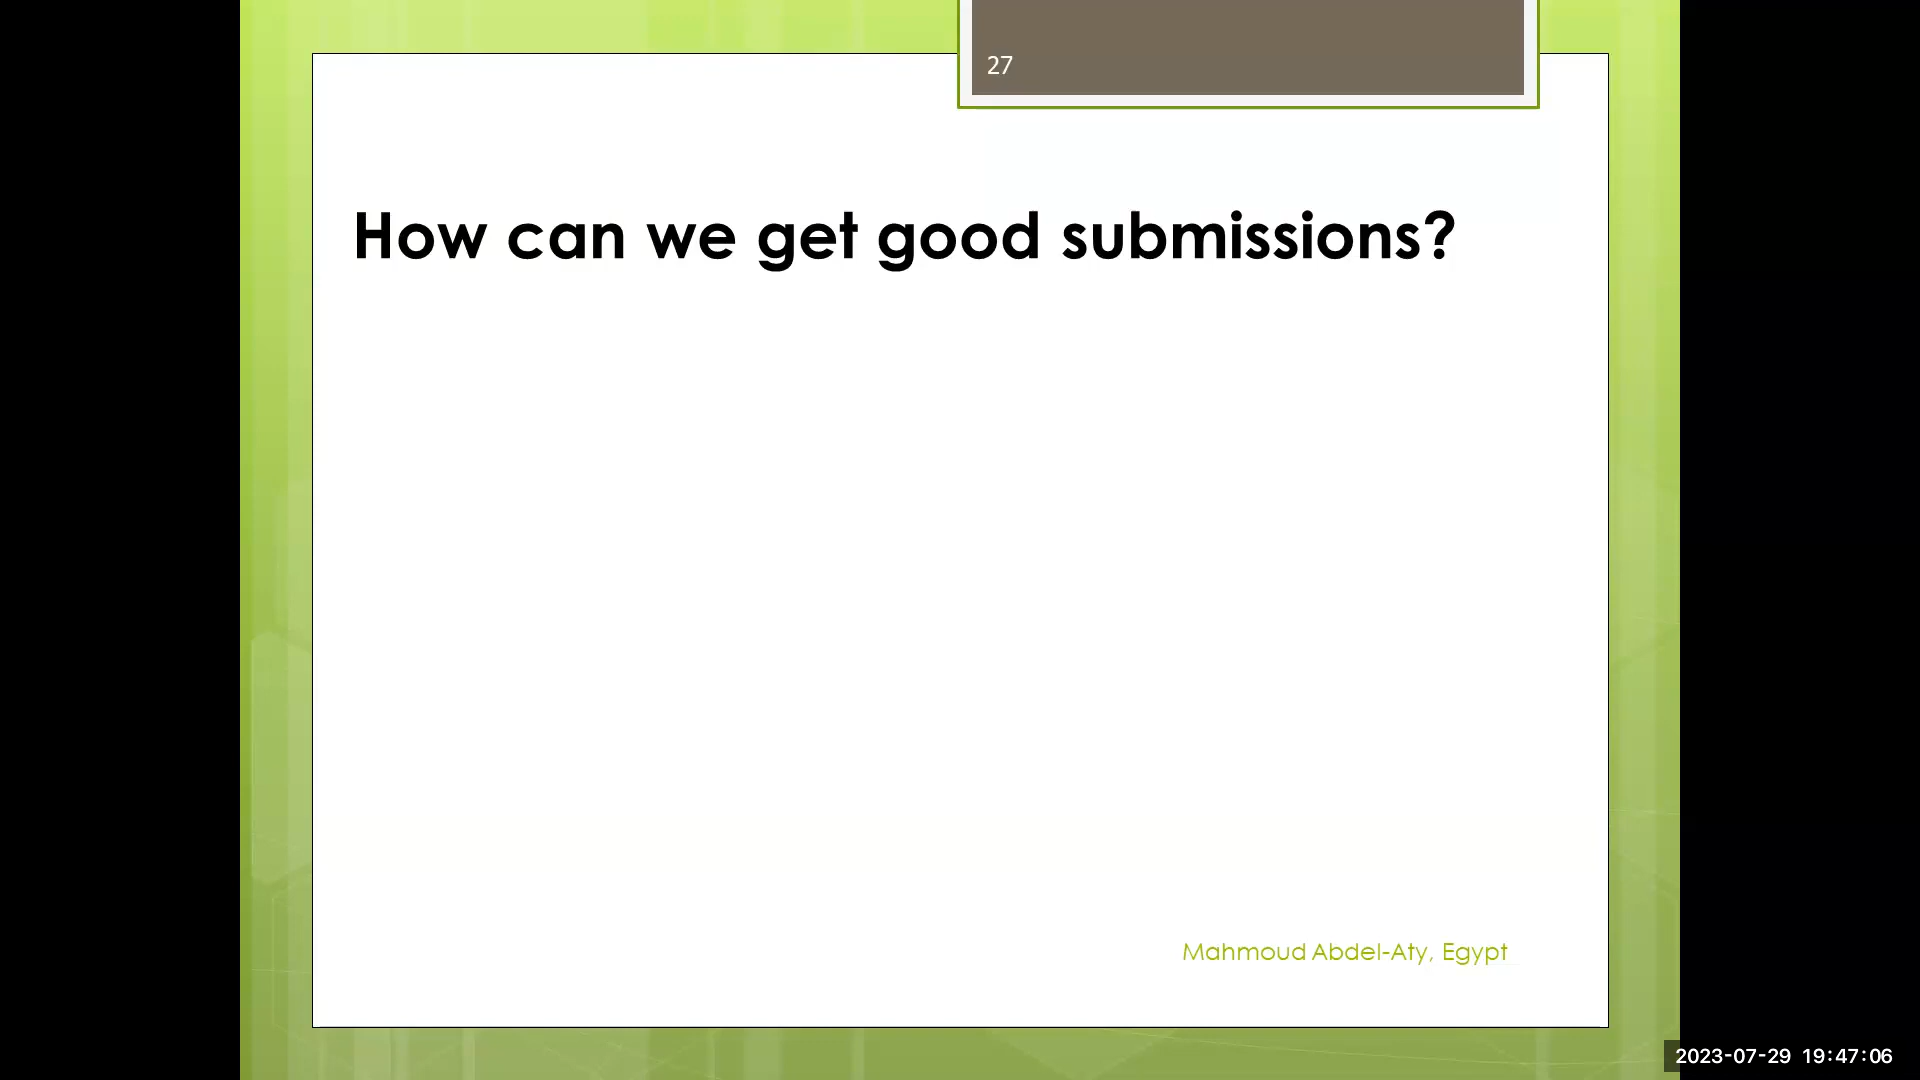 27
How can we get good submissions?
Mahmoud Abdel-Aty, Egypt
2023-07-29 19:47:06